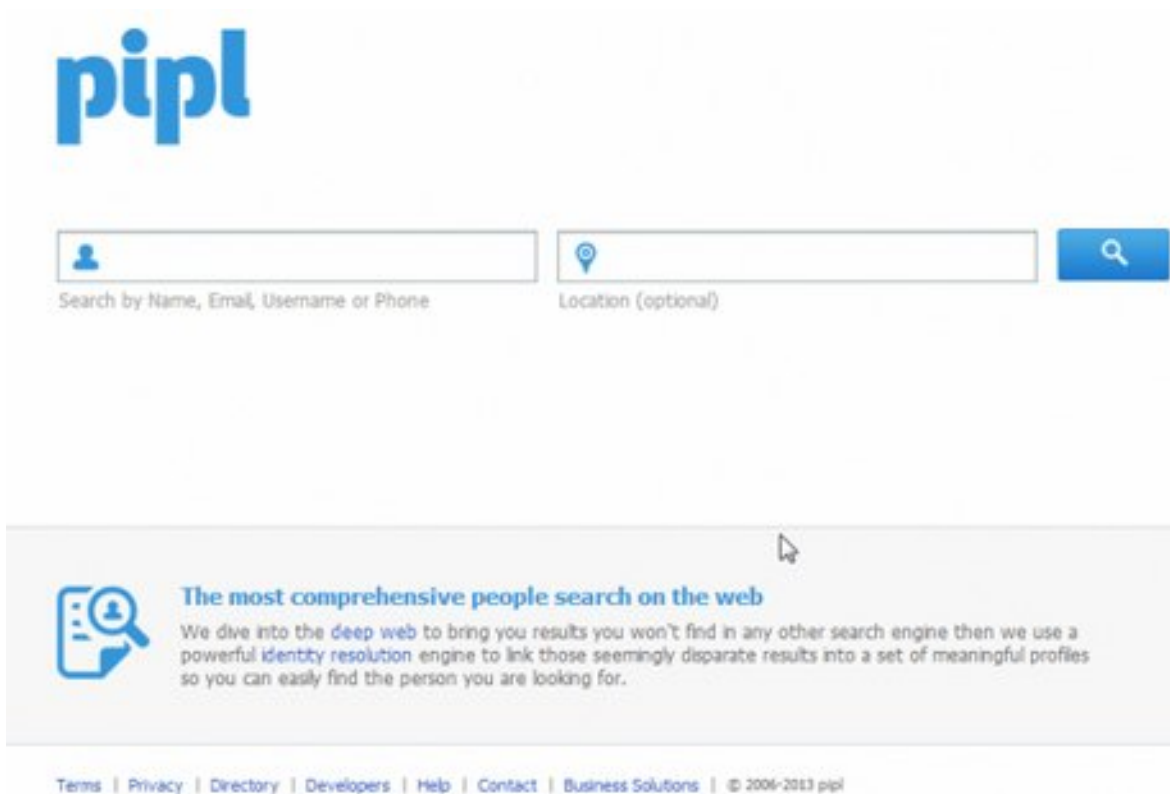 pipl
Search by Name, Email, Username or Phone
Location (optional)
The most comprehensive people search on the web
We dive into the deep web to bring you results you won't find in any other search engine then we use a
powerful identity resolution engine to link those seemingly disparate results into a set of meaningful profiles
so you can easily find the person you are looking for.
Terms | Privacy | Directory | Developers | Help | Contact | Business Solutions | © 2006-2013 pipl